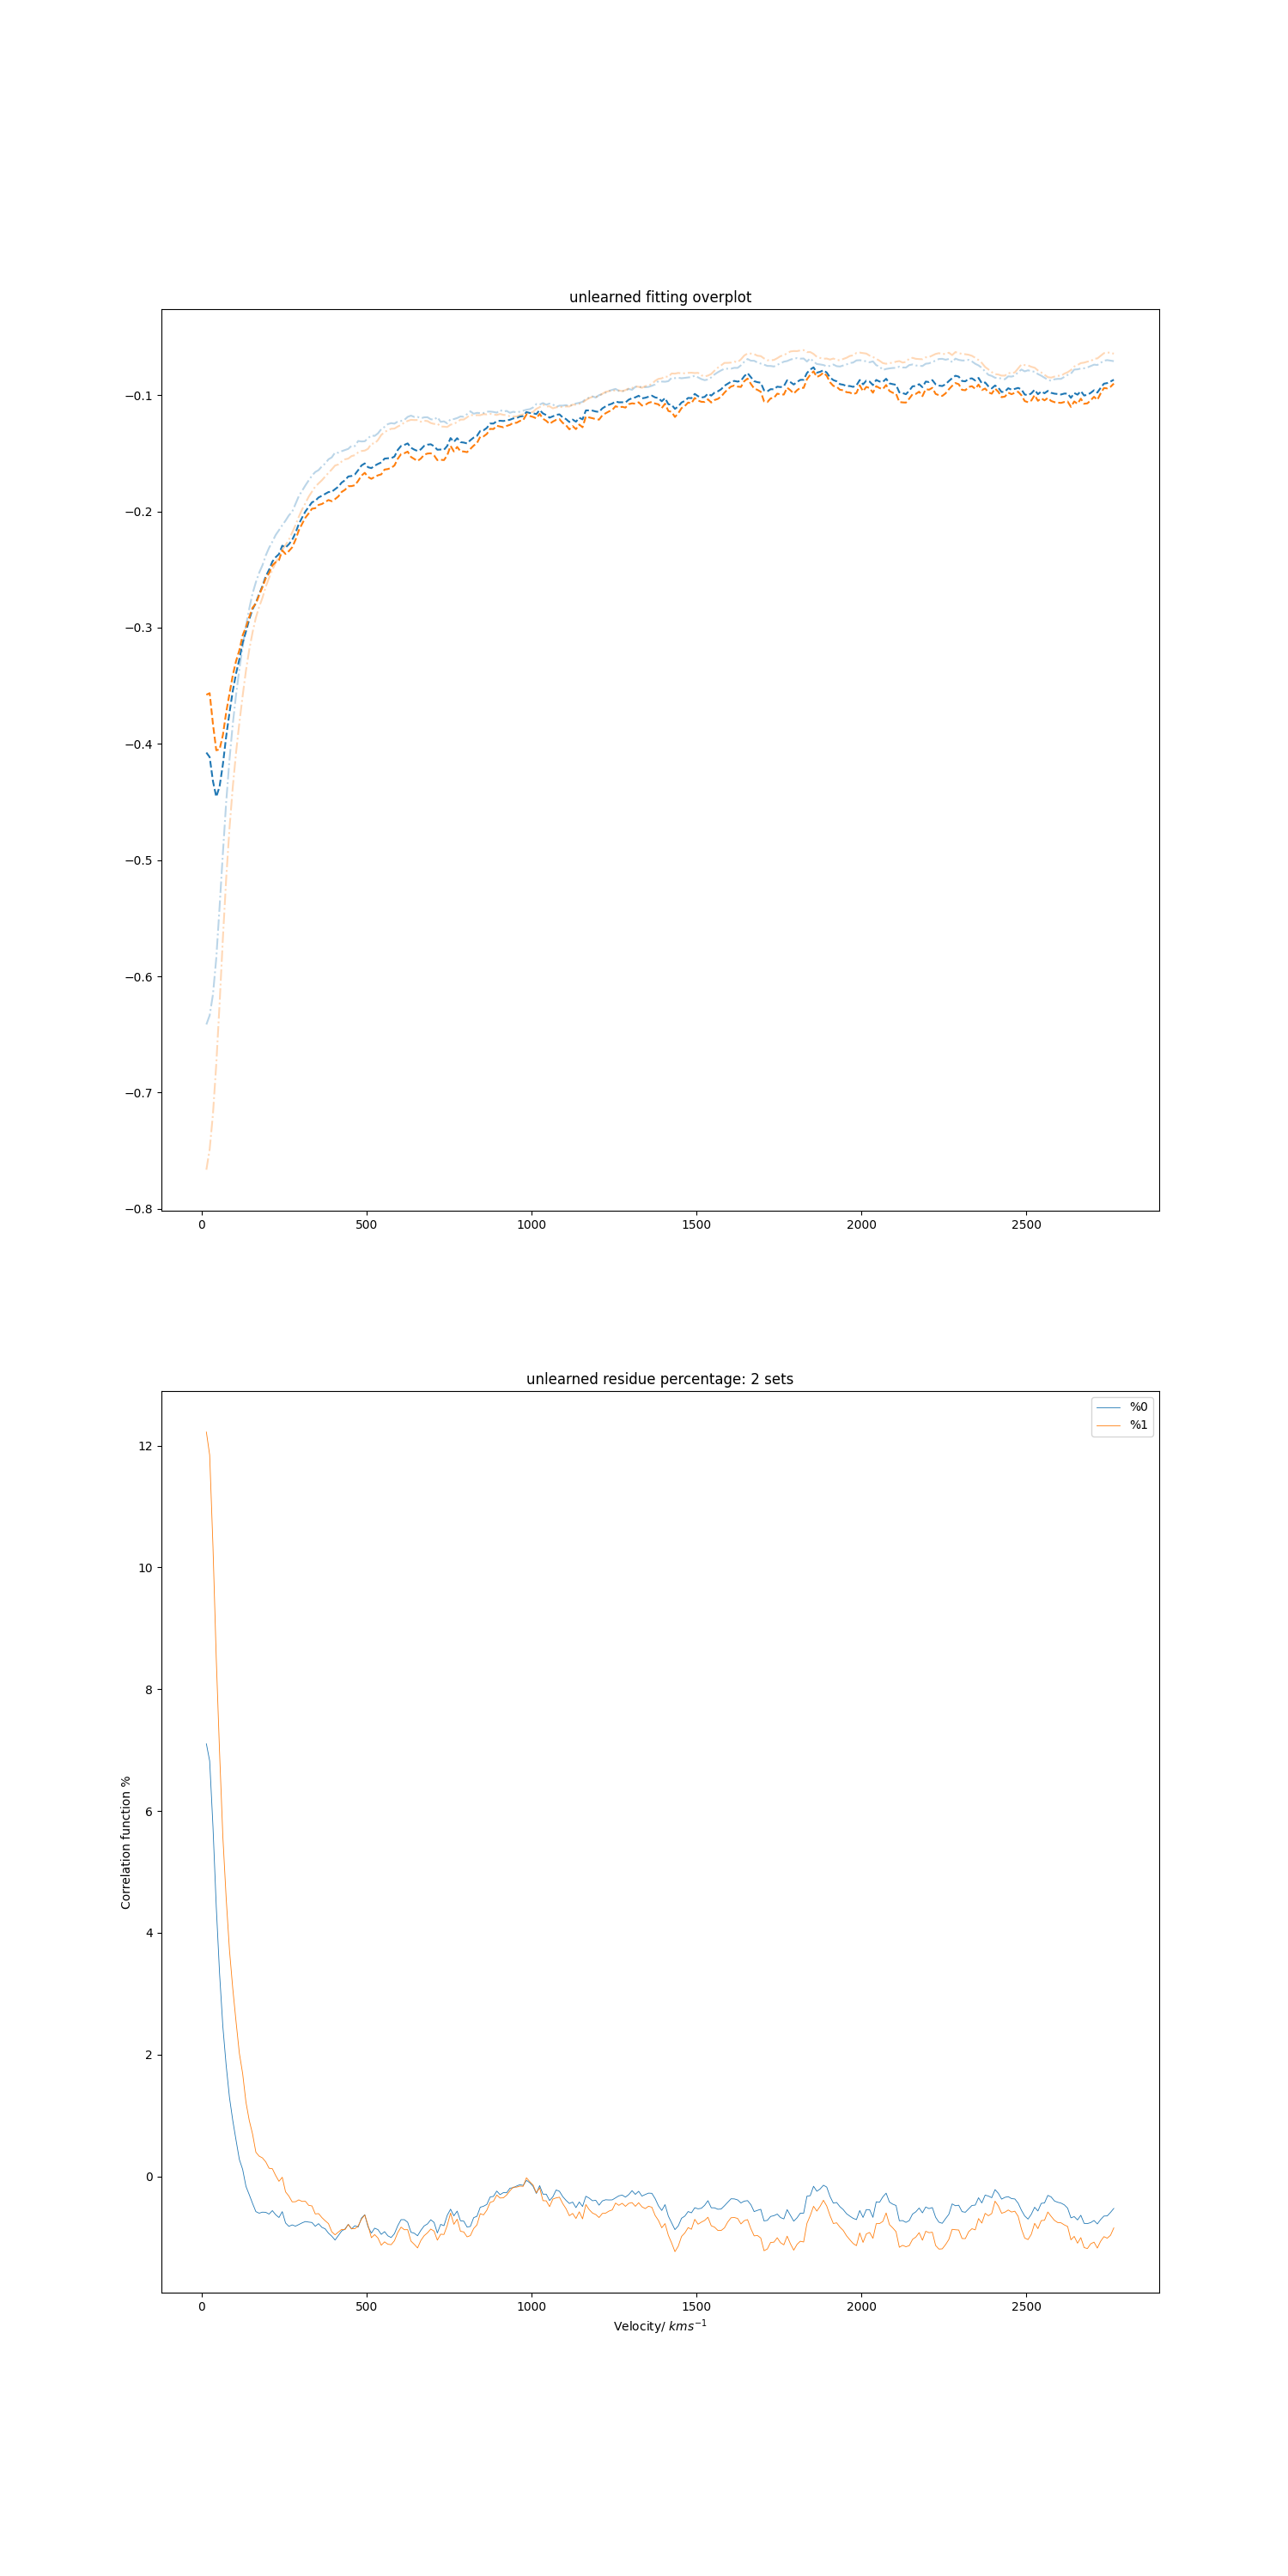 unlearned fitting overplot
−0.1
−0.2
−0.3
−0.4
−0.5
−0.6
−0.7
−0.8
0 500 1000 1500 2000 2500
unlearned residue percentage: 2 sets
%0
%1
12
10
8
6
4
2
0
Correlation function %
0 500 1000 1500 2000 2500
Velocity/ kms⁻¹